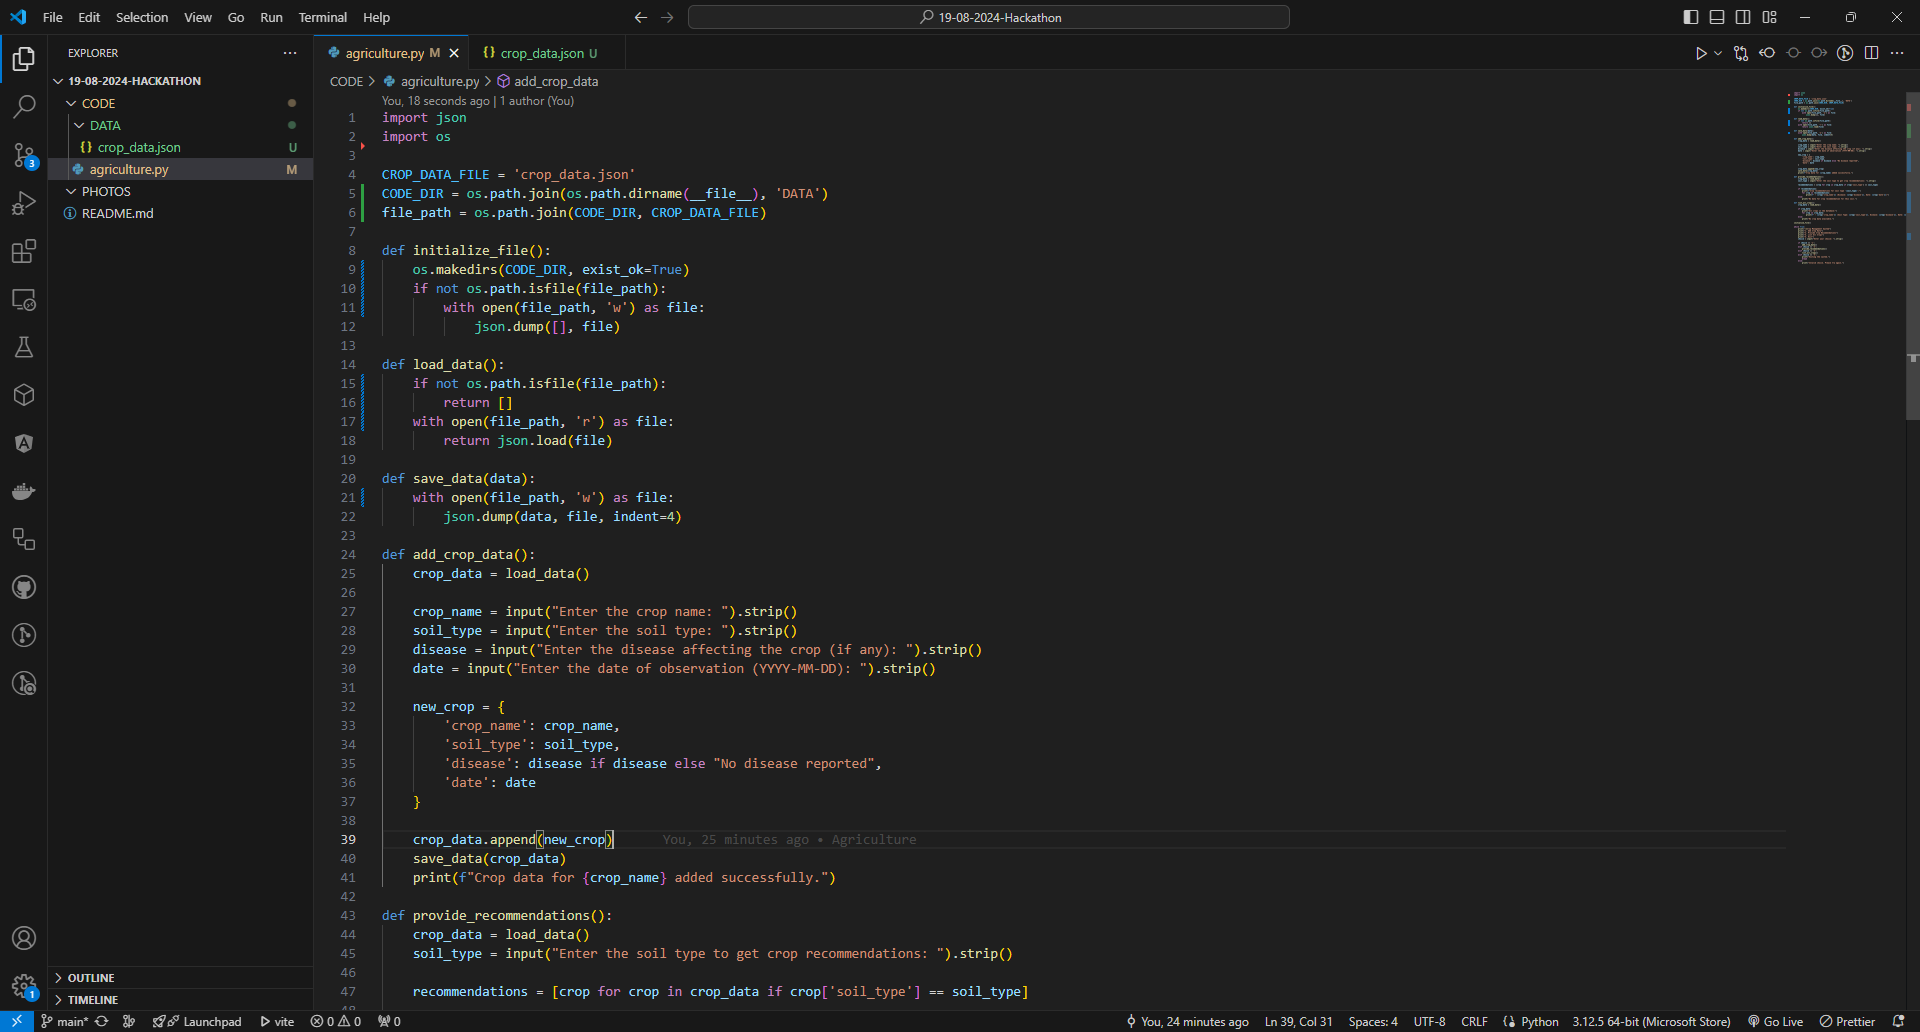 File Edit Selection View Go Run Terminal Help
19-08-2024-Hackathon
EXPLORER
19-08-2024-HACKATHON
CODE
DATA
crop_data.json U
agriculture.py M
PHOTOS
README.md
OUTLINE
TIMELINE
3
1
agriculture.py M
{} crop_data.json U
CODE > agriculture.py > add_crop_data
You, 18 seconds ago | 1 author (You)
1 import json
2 import os
3
4 CROP_DATA_FILE = 'crop_data.json'
5 CODE_DIR = os.path.join(os.path.dirname(__file__), 'DATA')
6 file_path = os.path.join(CODE_DIR, CROP_DATA_FILE)
7
8 def initialize_file():
9 os.makedirs(CODE_DIR, exist_ok=True)
10 if not os.path.isfile(file_path):
11 with open(file_path, 'w') as file:
12 json.dump([], file)
13
14 def load_data():
15 if not os.path.isfile(file_path):
16 return []
17 with open(file_path, 'r') as file:
18 return json.load(file)
19
20 def save_data(data):
21 with open(file_path, 'w') as file:
22 json.dump(data, file, indent=4)
23
24 def add_crop_data():
25 crop_data = load_data()
26
27 crop_name = input("Enter the crop name: ").strip()
28 soil_type = input("Enter the soil type: ").strip()
29 disease = input("Enter the disease affecting the crop (if any): ").strip()
30 date = input("Enter the date of observation (YYYY-MM-DD): ").strip()
31
32 new_crop = {
33 'crop_name': crop_name,
34 'soil_type': soil_type,
35 'disease': disease if disease else "No disease reported",
36 'date': date
37 }
38
39 crop_data.append(new_crop) You, 25 minutes ago • Agriculture
40 save_data(crop_data)
41 print(f"Crop data for {crop_name} added successfully.")
42
43 def provide_recommendations():
44 crop_data = load_data()
45 soil_type = input("Enter the soil type to get crop recommendations: ").strip()
46
47 recommendations = [crop for crop in crop_data if crop['soil_type'] == soil_type]
main* Launchpad vite 0 0 0 You, 24 minutes ago Ln 39, Col 31 Spaces: 4 UTF-8 CRLF Python 3.12.5 64-bit (Microsoft Store) Go Live Prettier